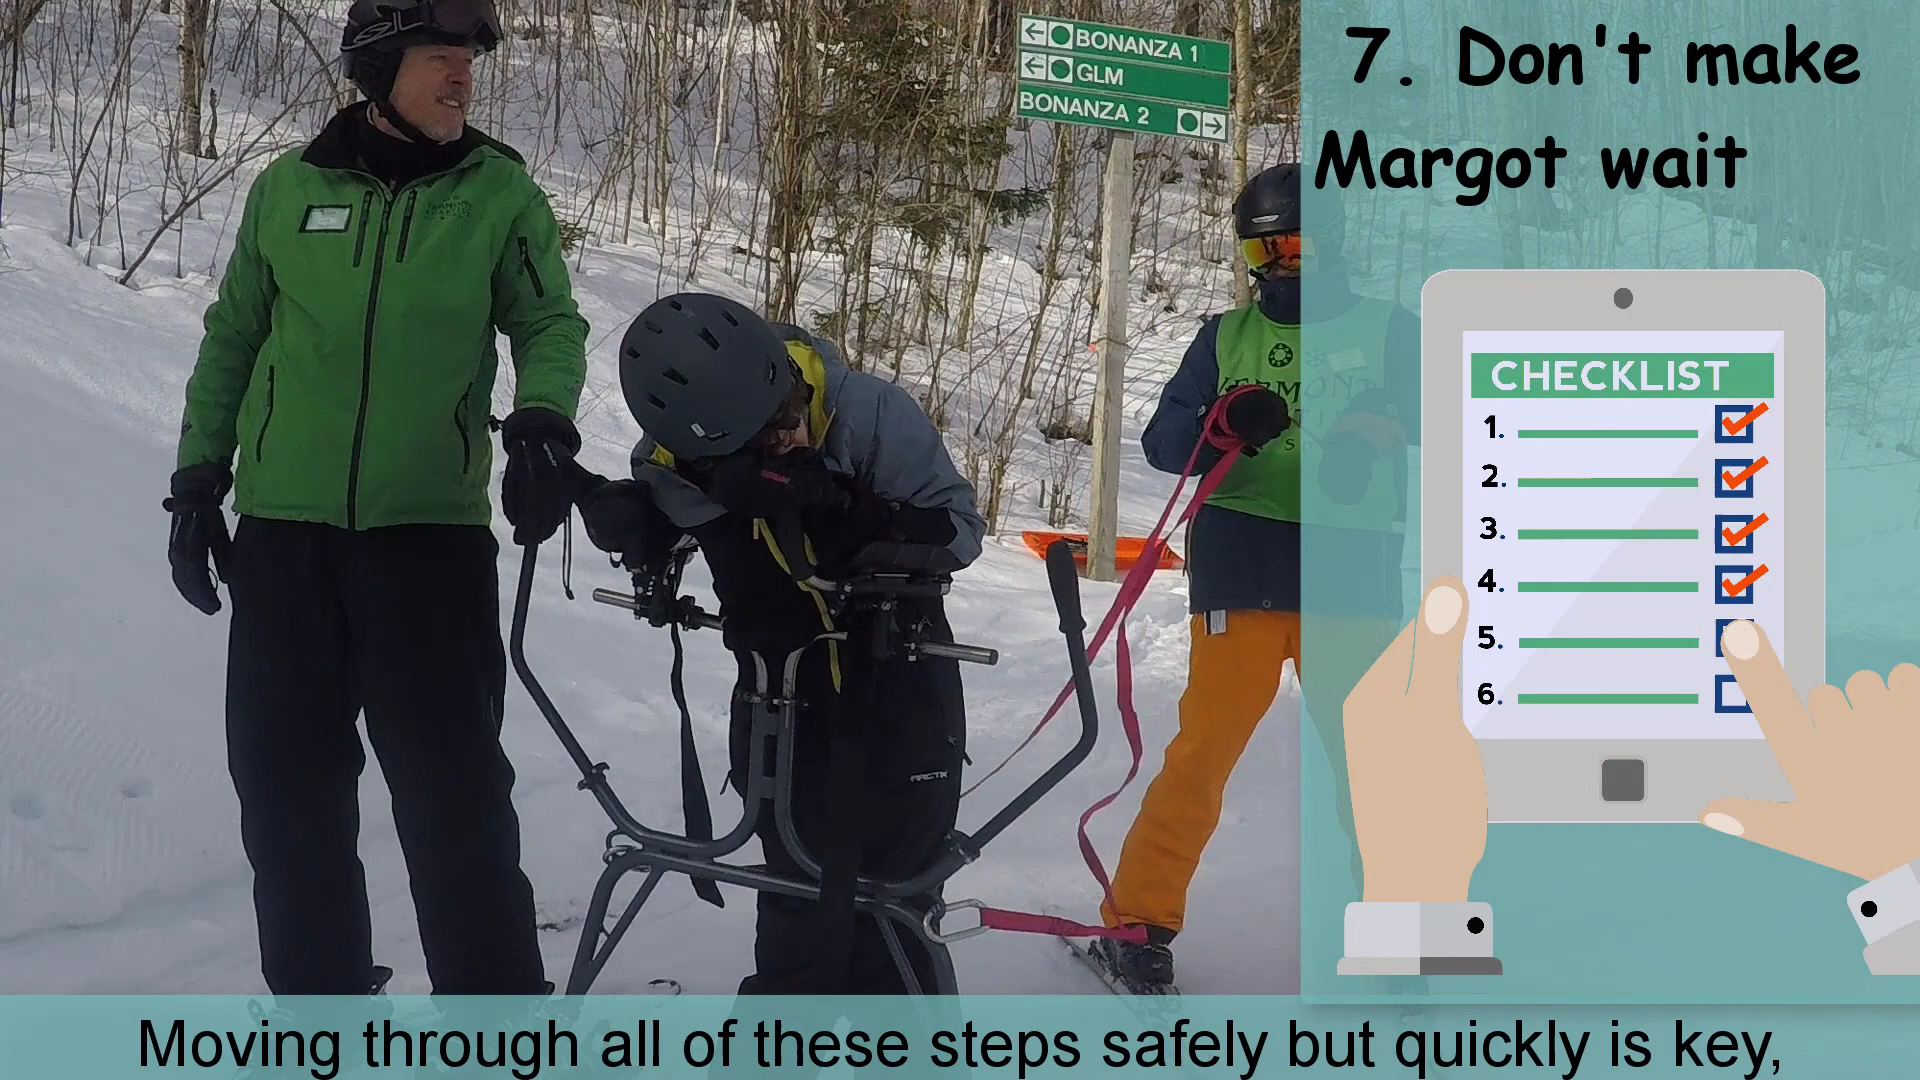 BONANZA 1
GLM
BONANZA 2
7. Don't make
Margot wait
VERMONT
CHECKLIST
1.
2.
3.
4.
5.
6.
ARCTIX
Moving through all of these steps safely but quickly is key,